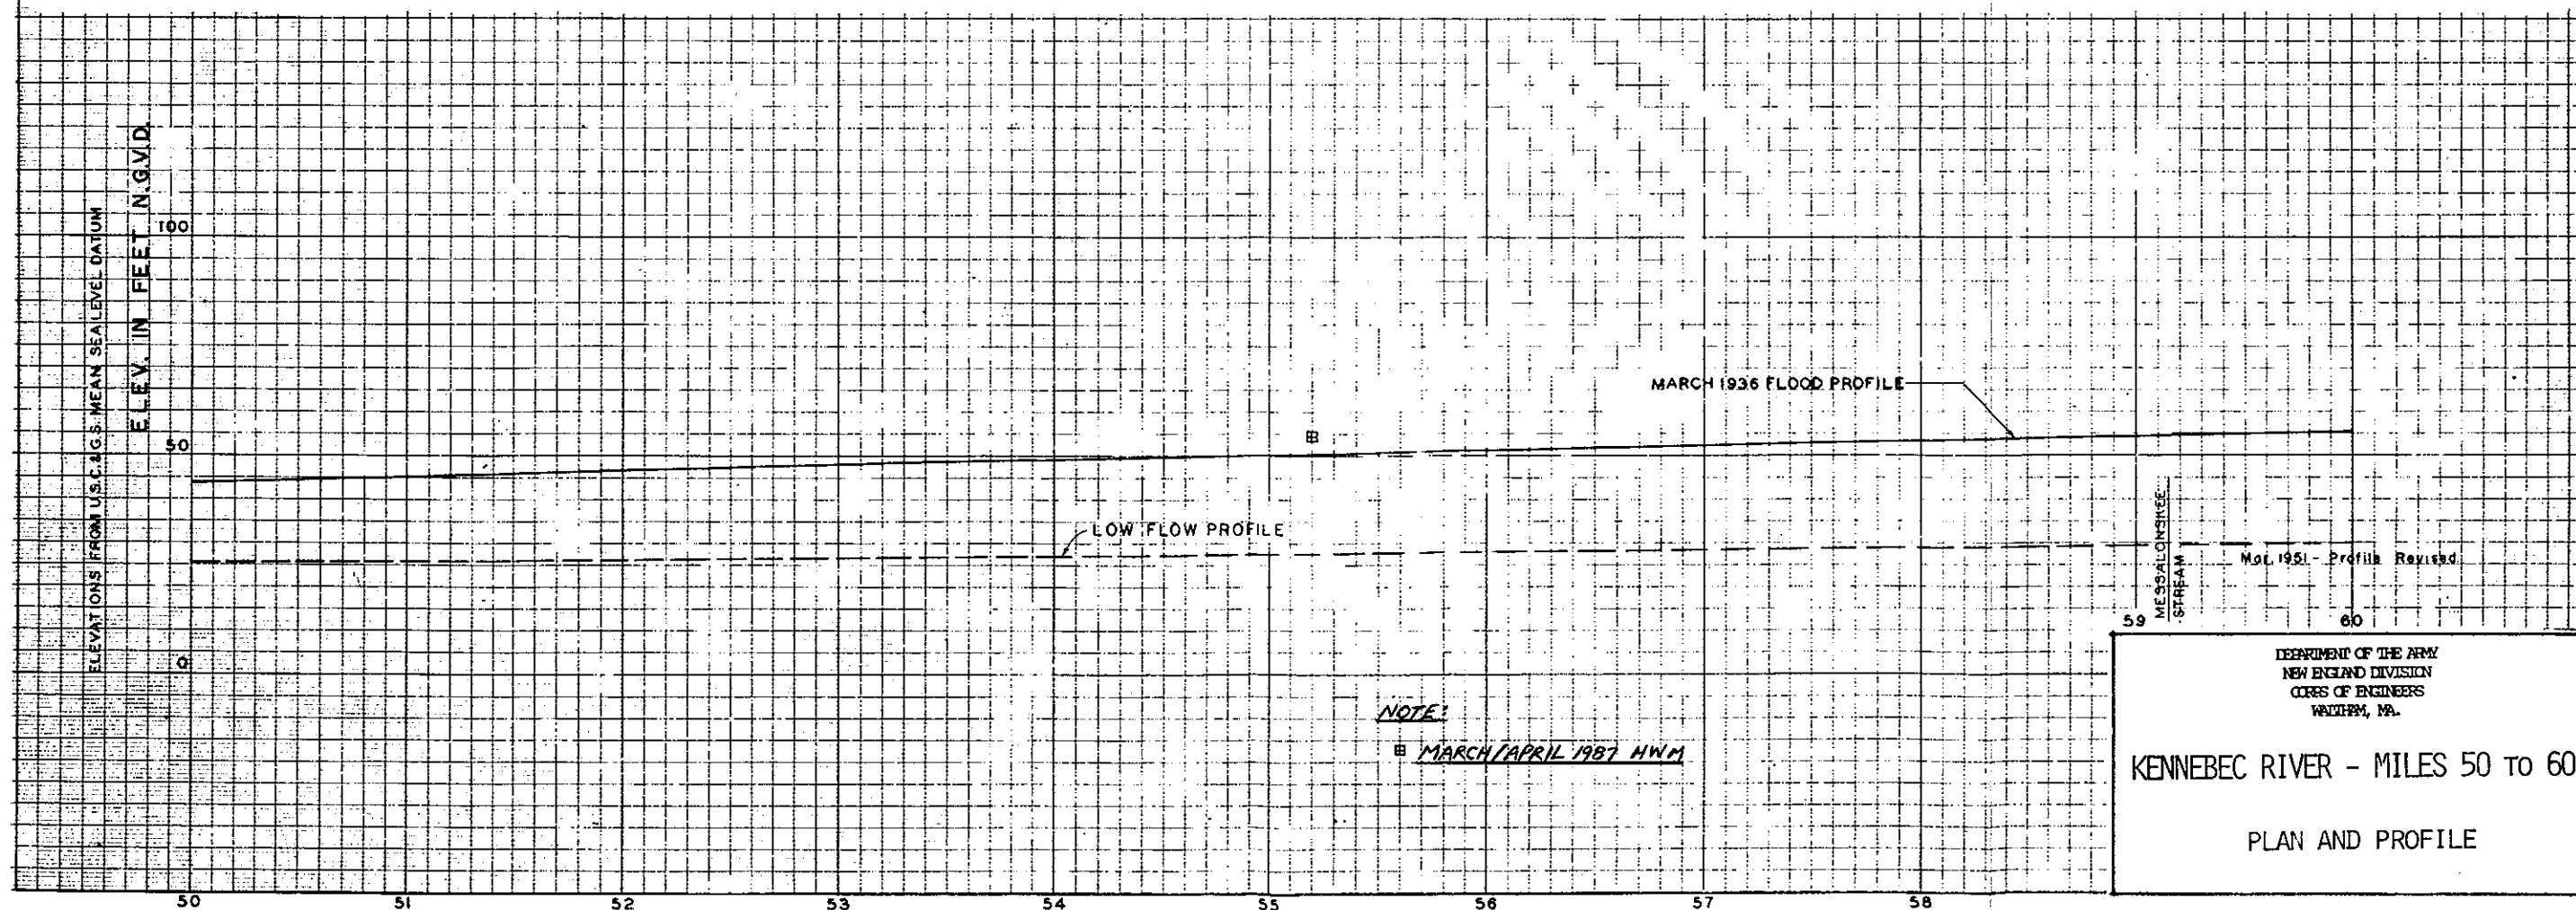 ELEVATIONS FROM U.S.C.&G.S. MEAN SEA LEVEL DATUM
ELEV. IN FEET N.G.V.D.
100
50
0
MARCH 1936 FLOOD PROFILE
LOW FLOW PROFILE
MESSALONSKEE
STREAM
Mar. 1951 - Profile Revised
59
60
NOTE:
MARCH/APRIL 1987 HWM
50
51
52
53
54
55
56
57
58
DEPARTMENT OF THE ARMY
NEW ENGLAND DIVISION
CORPS OF ENGINEERS
WALTHAM, MA.
KENNEBEC RIVER - MILES 50 TO 60
PLAN AND PROFILE